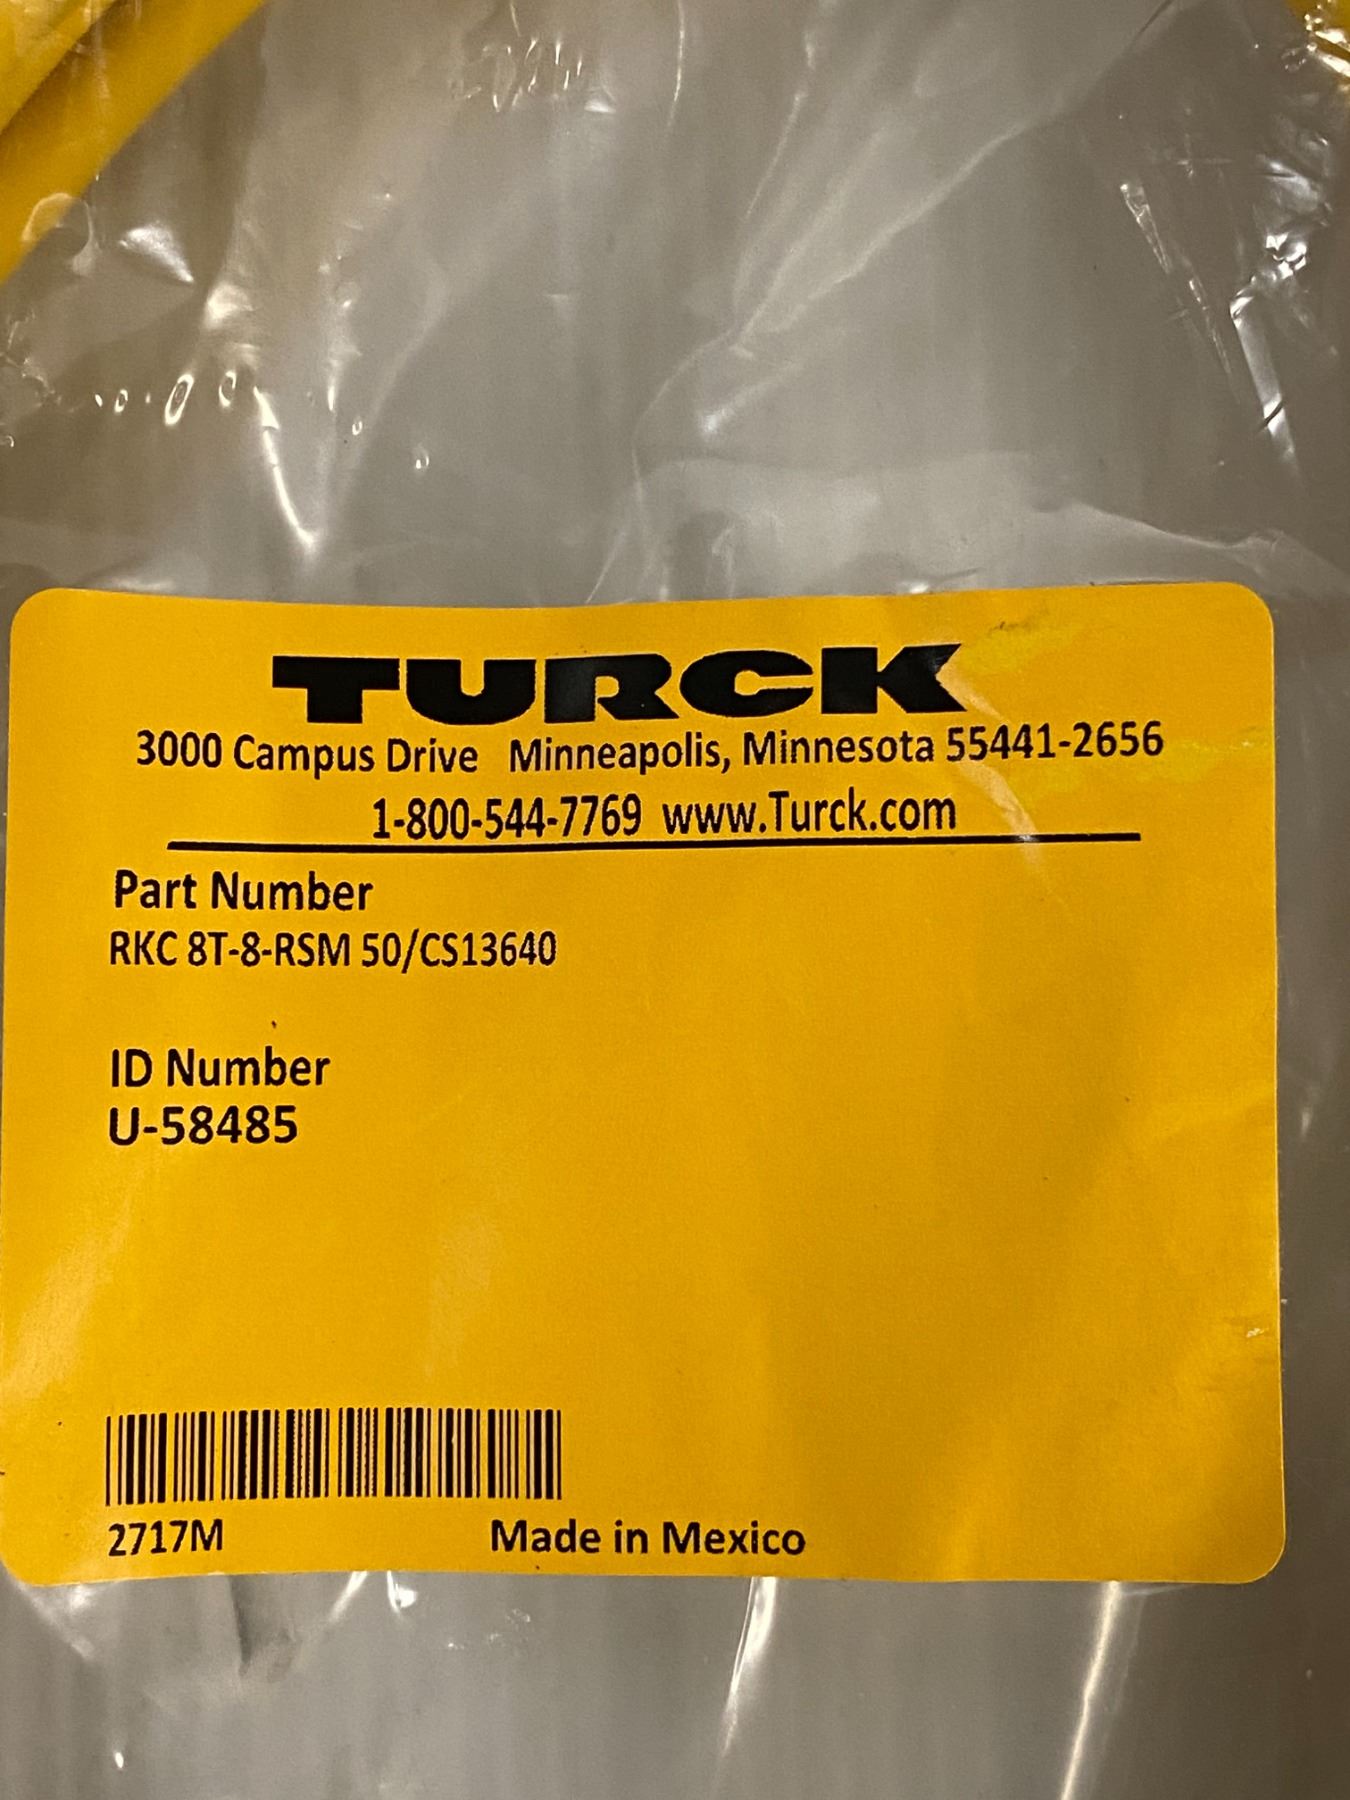 TURCK
3000 Campus Drive Minneapolis, Minnesota 55441-2656
1-800-544-7769 www.Turck.com
Part Number
RKC 8T-8-RSM 50/CS13640
ID Number
U-58485
2717M Made in Mexico